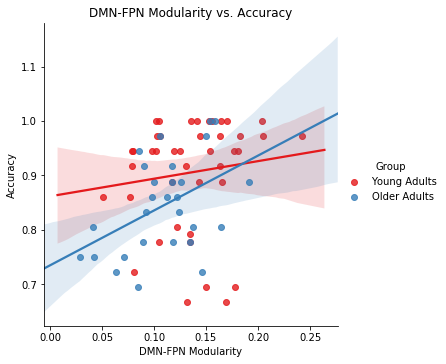 DMN-FPN Modularity vs. Accuracy
1.1
1.0
0.9
0.8
0.7
Accuracy
Group
Young Adults
Older Adults
0.00 0.05 0.10 0.15 0.20 0.25
DMN-FPN Modularity